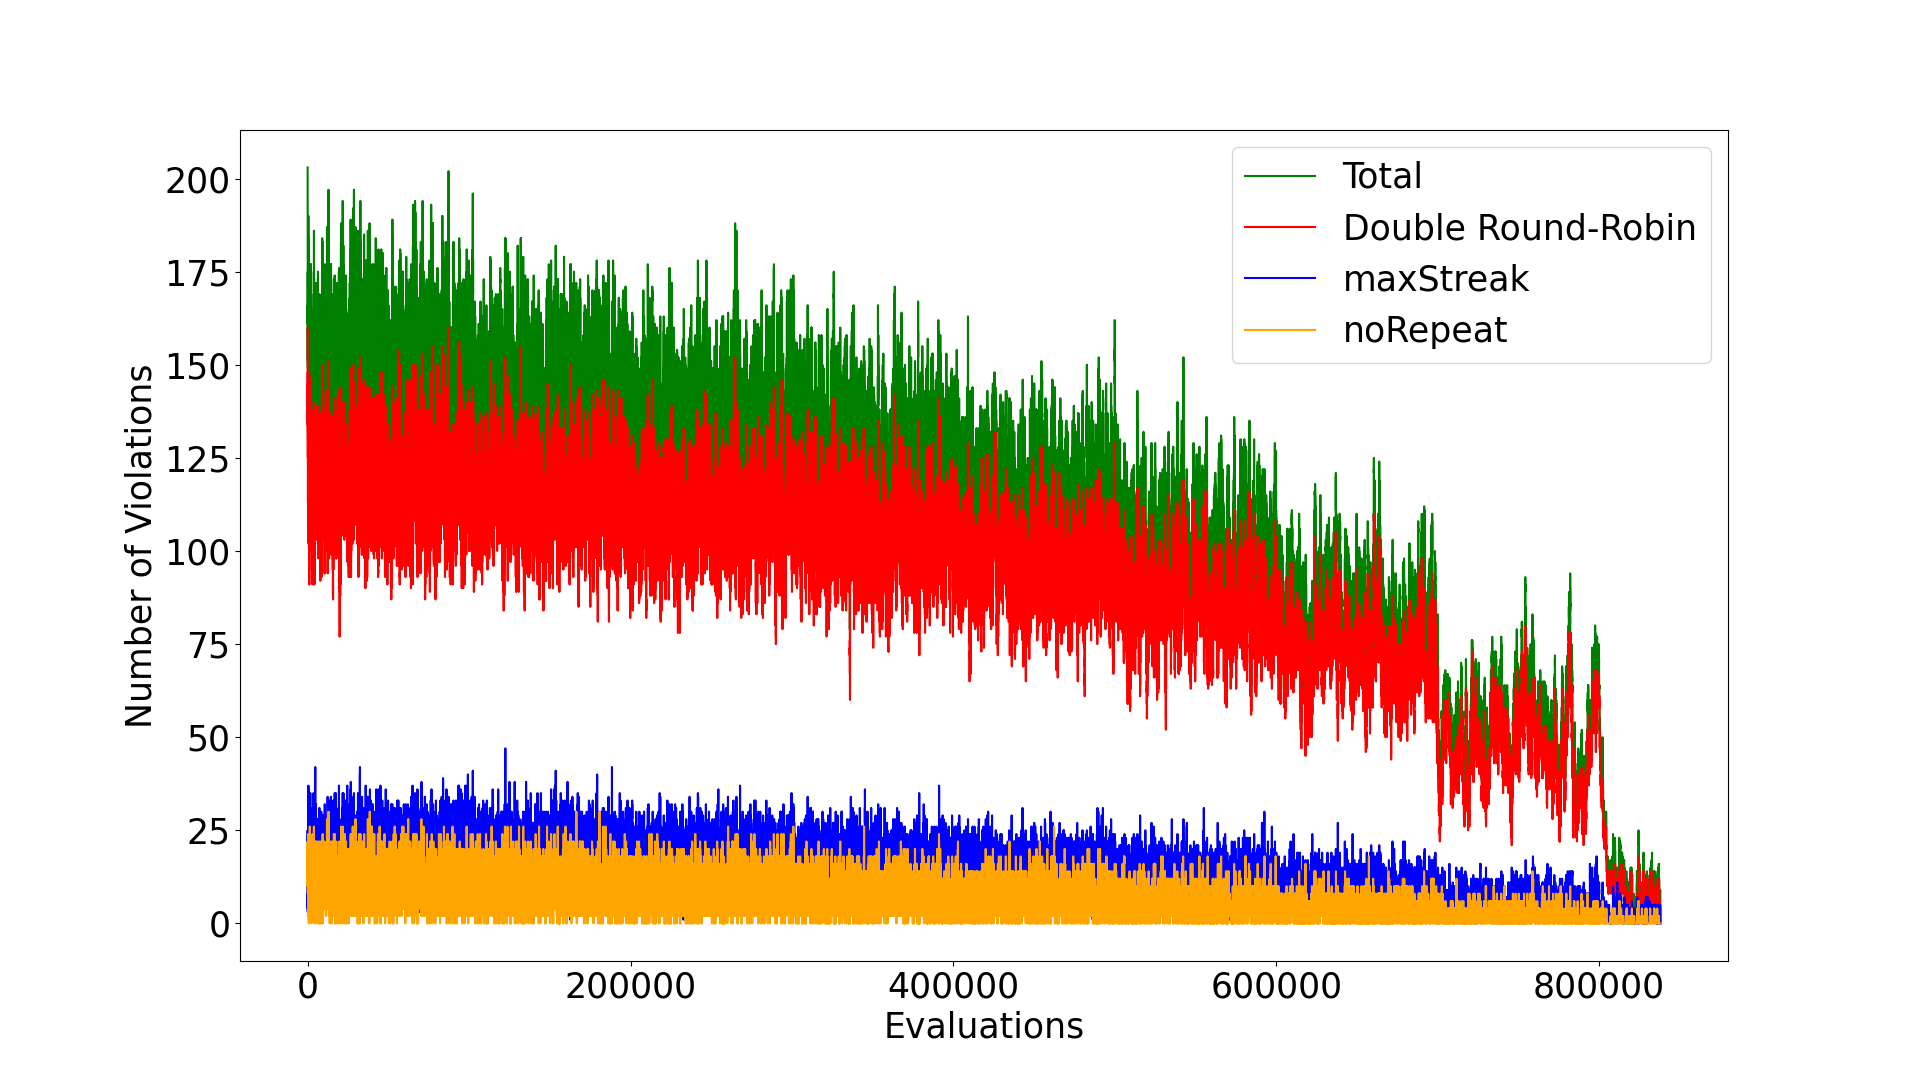 Number of Violations
200
175
150
125
100
75
50
25
0
Total
Double Round-Robin
maxStreak
noRepeat
0 200000 400000 600000 800000
Evaluations